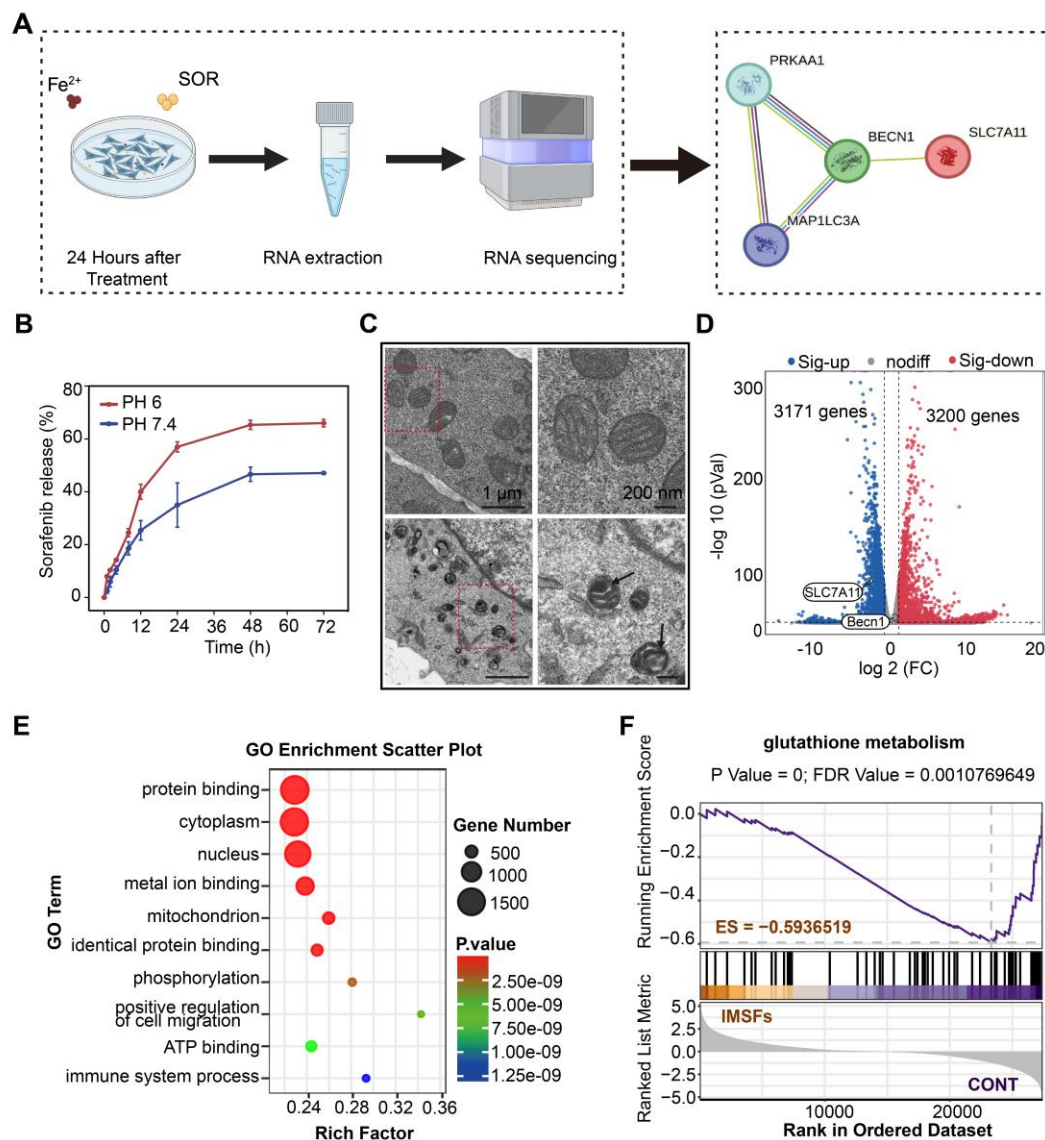 A
Fe²⁺
SOR
24 Hours after
Treatment
RNA extraction
RNA sequencing
PRKAA1
BECN1
SLC7A11
MAP1LC3A
B
Sorafenib release (%)
80
60
40
20
0
PH 6
PH 7.4
0 12 24 36 48 60 72
Time (h)
C
1 μm
200 nm
D
Sig-up nodiff Sig-down
300
200
100
0
-log 10 (pVal)
3171 genes
3200 genes
SLC7A11
Becn1
-10 0 10 20
log 2 (FC)
E
GO Enrichment Scatter Plot
GO Term
protein binding
cytoplasm
nucleus
metal ion binding
mitochondrion
identical protein binding
phosphorylation
positive regulation
of cell migration
ATP binding
immune system process
0.24 0.28 0.32 0.36
Rich Factor
Gene Number
500
1000
1500
P.value
2.50e-09
5.00e-09
7.50e-09
1.00e-09
1.25e-09
F
glutathione metabolism
P Value = 0; FDR Value = 0.0010769649
Running Enrichment Score
0.0
−0.2
−0.4
−0.6
ES = −0.5936519
Ranked List Metric
5.0
2.5
0.0
−2.5
−5.0
IMSFs
CONT
10000 20000
Rank in Ordered Dataset